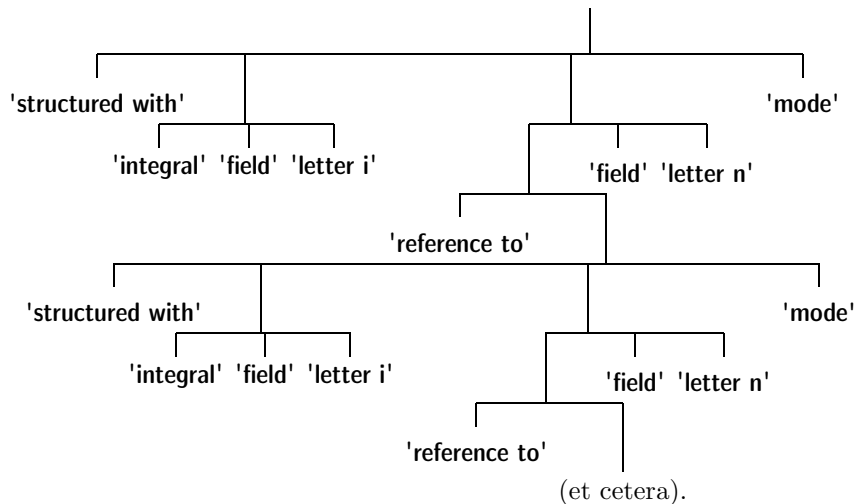 'structured with' 'mode'
'integral' 'field' 'letter i' 'field' 'letter n'
'reference to'
'structured with' 'mode'
'integral' 'field' 'letter i' 'field' 'letter n'
'reference to'
(et cetera).